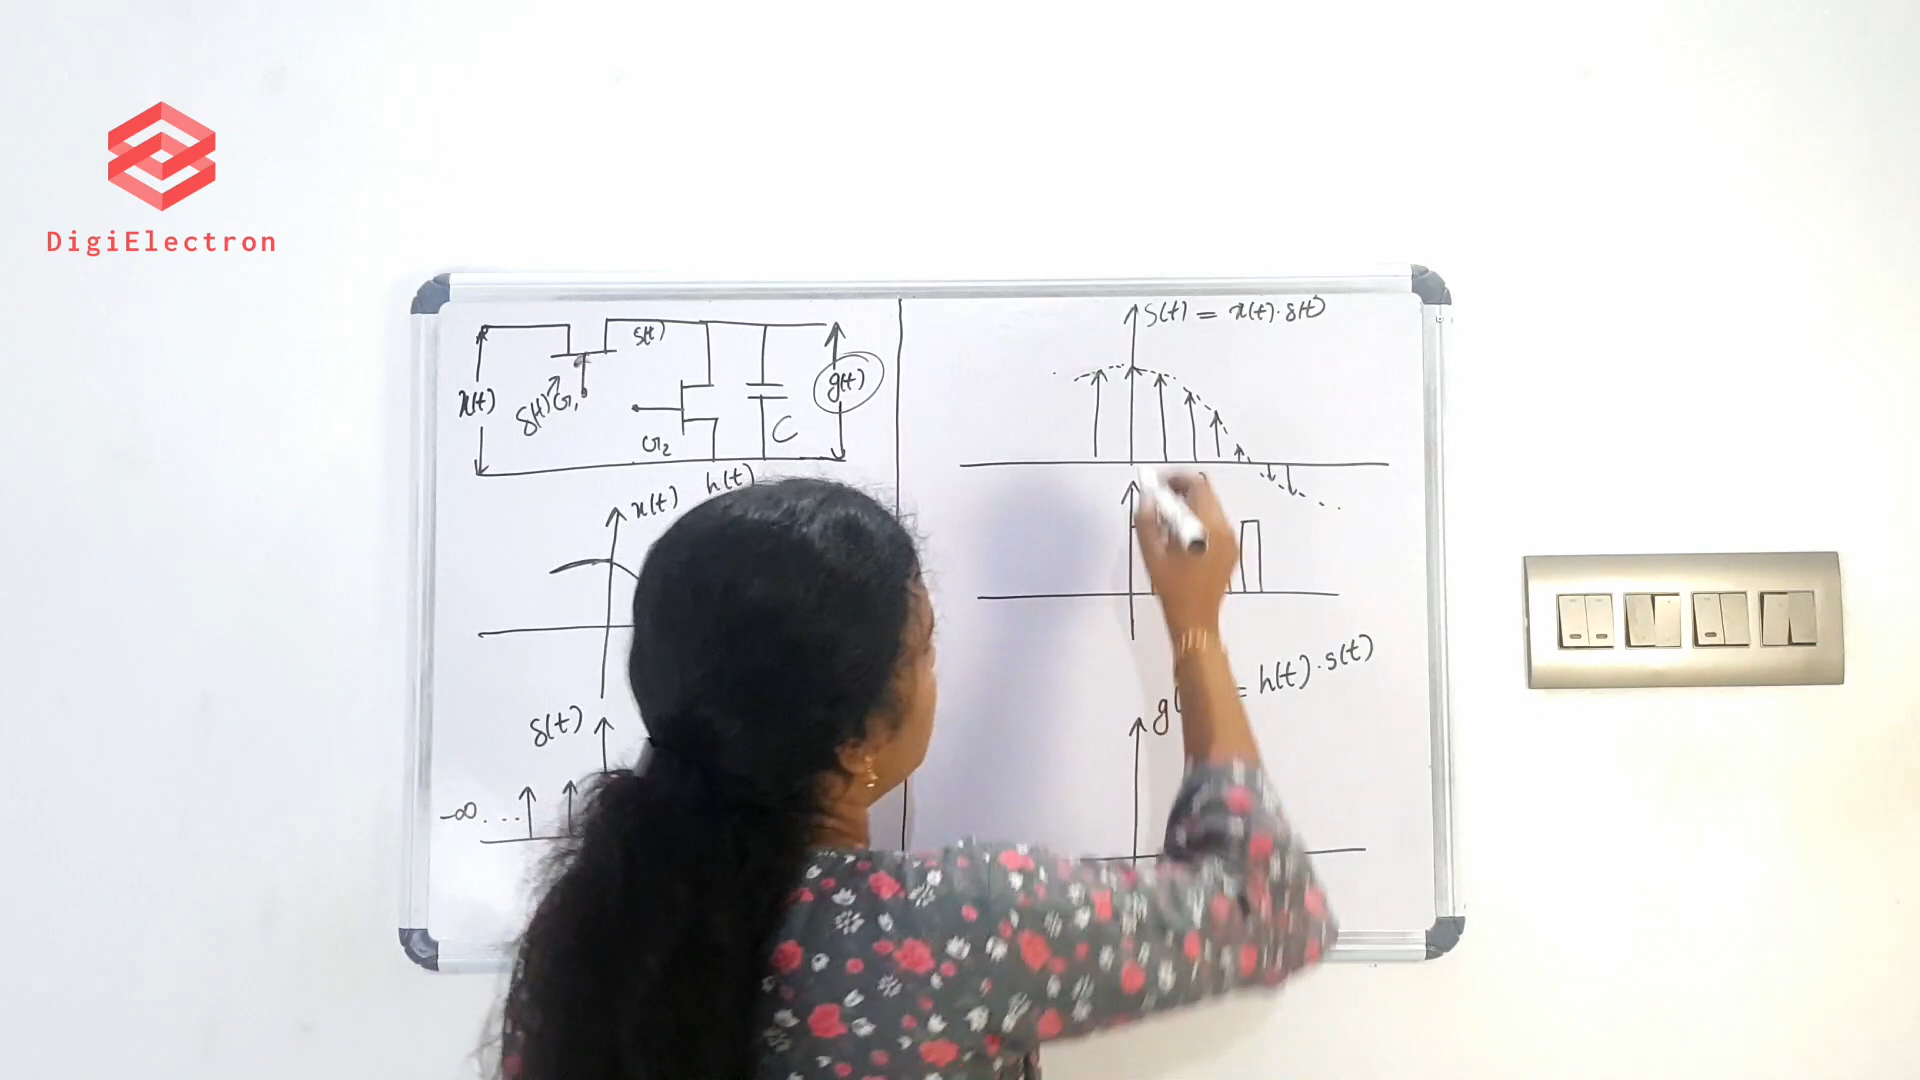 DigiElectron
s(t)
x(t)
δ(t)
G₁
G₂
C
g(t)
h(t)
x(t)
δ(t)
-∞ . . .
s(t) = x(t).δ(t)
= h(t).s(t)